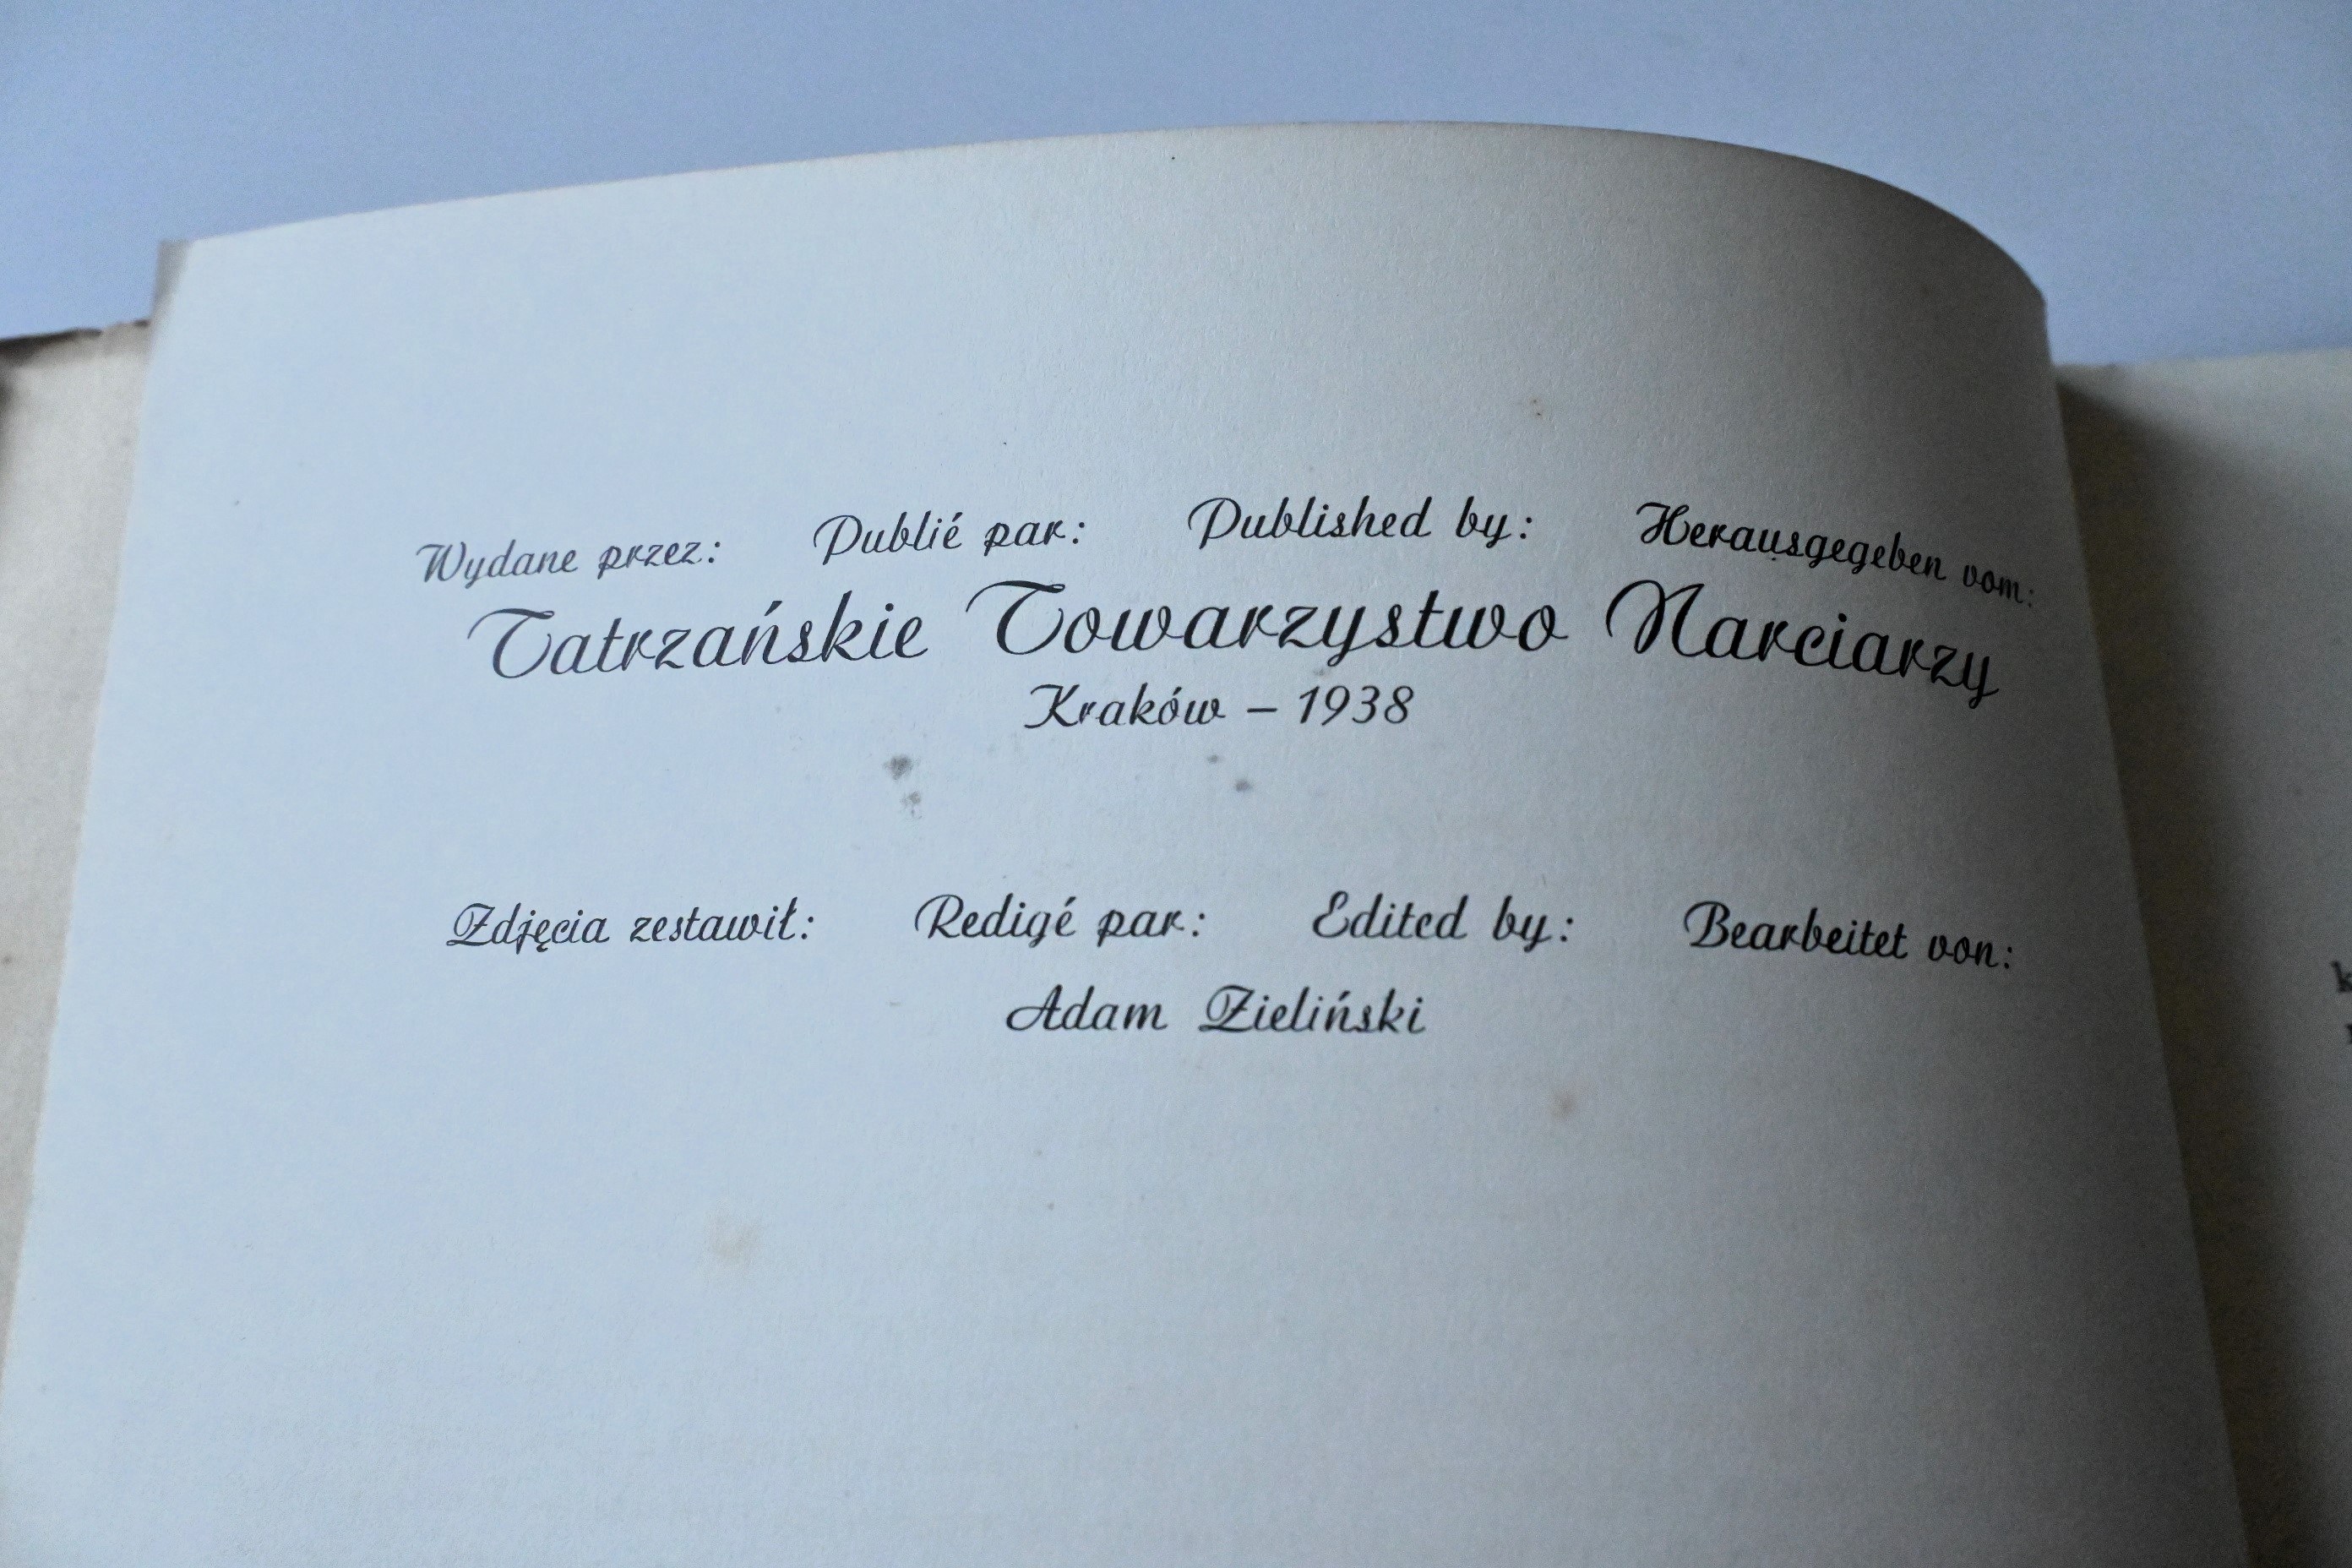 Wydane przez: Publié par: Published by: Herausgegeben vom:
Tatrzańskie Towarzystwo Narciarzy
Kraków – 1938
Zdjęcia zestawił: Redigé par: Edited by: Bearbeitet von:
Adam Zieliński